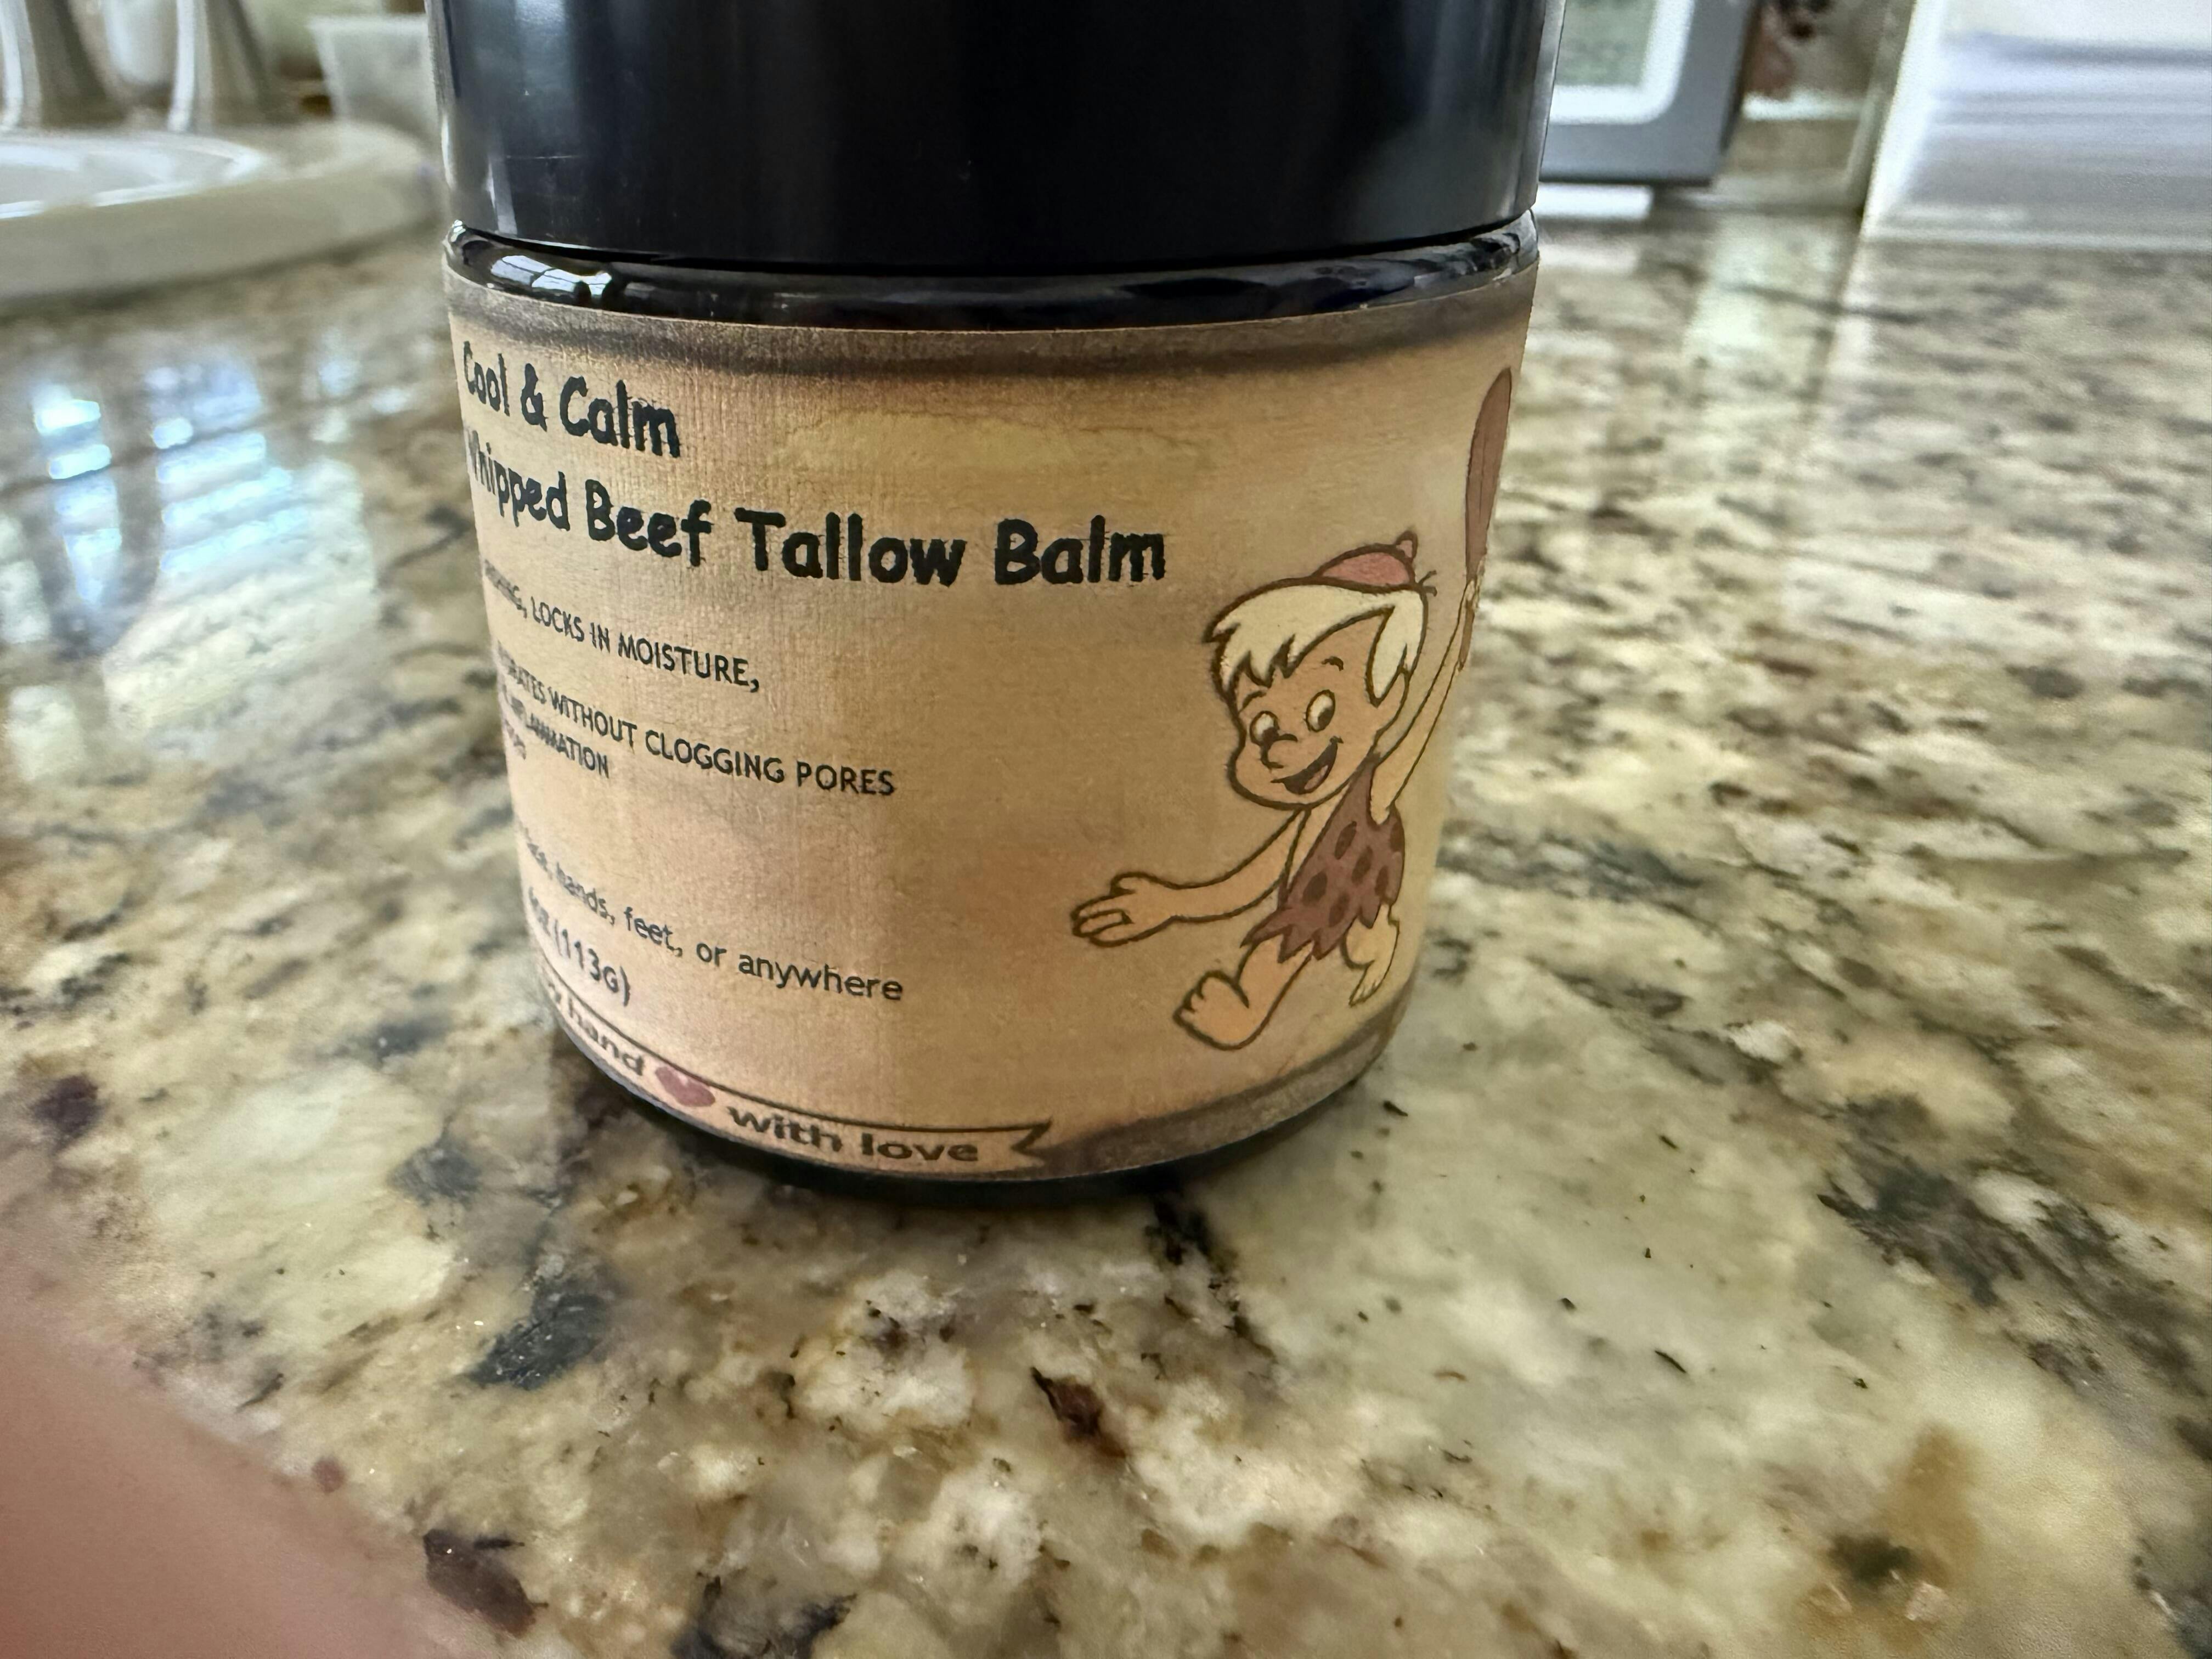 Cool & Calm
Whipped Beef Tallow Balm
LOCKS IN MOISTURE,
WITHOUT CLOGGING PORES
INFLAMMATION
hands, feet, or anywhere
(113G)
hand with love